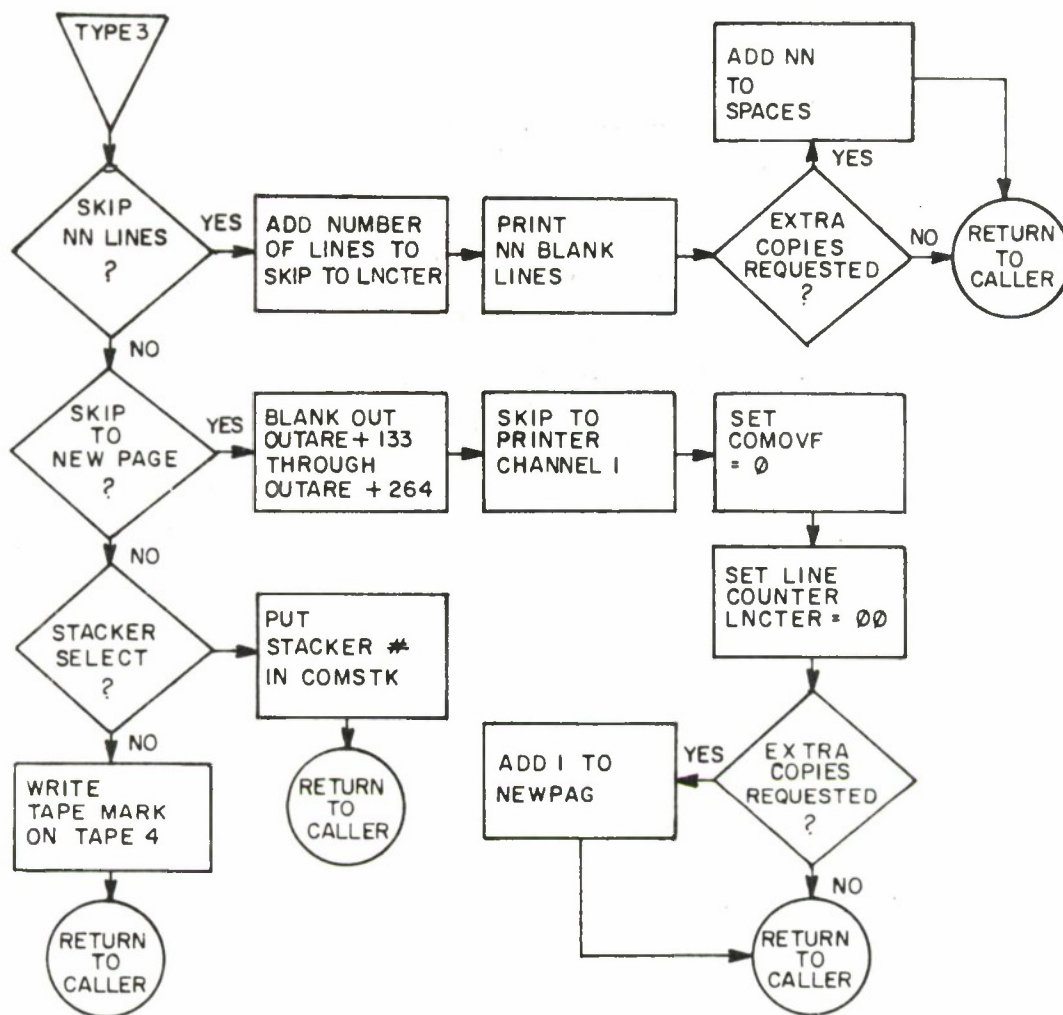 TYPE 3
SKIP
NN LINES
?
YES
ADD NUMBER
OF LINES TO
SKIP TO LNCTER
PRINT
NN BLANK
LINES
EXTRA
COPIES
REQUESTED
?
YES
ADD NN
TO
SPACES
NO
RETURN
TO
CALLER
NO
SKIP
TO
NEW PAGE
?
YES
BLANK OUT
OUTARE + 133
THROUGH
OUTARE + 264
SKIP TO
PRINTER
CHANNEL 1
SET
COMOVF
= Ø
SET LINE
COUNTER
LNCTER = ØØ
EXTRA
COPIES
REQUESTED
?
YES
ADD 1 TO
NEWPAG
NO
RETURN
TO
CALLER
NO
STACKER
SELECT
?
PUT
STACKER #
IN COMSTK
RETURN
TO
CALLER
NO
WRITE
TAPE MARK
ON TAPE 4
RETURN
TO
CALLER